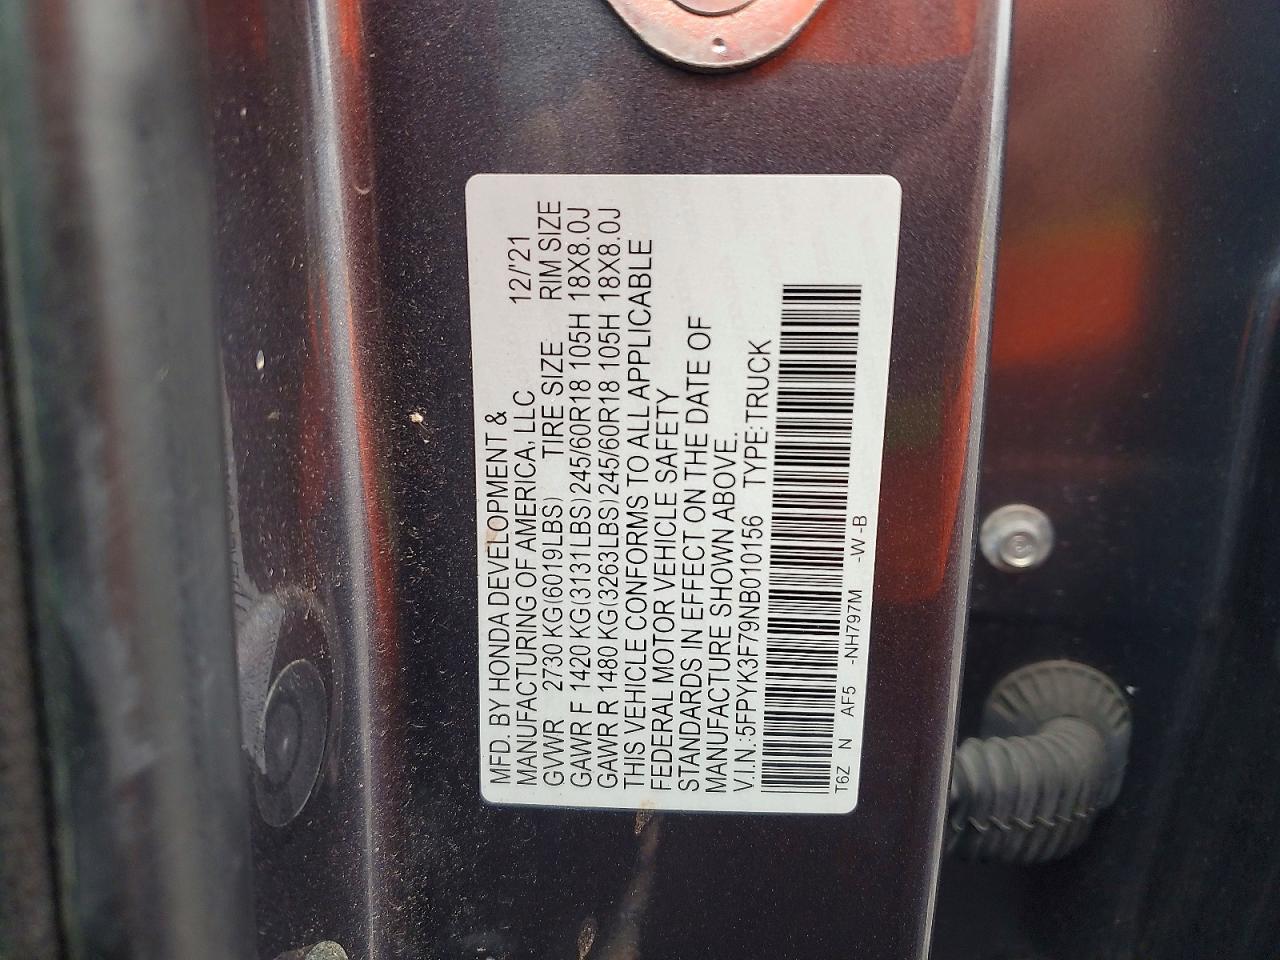 MFD. BY HONDA DEVELOPMENT &
MANUFACTURING OF AMERICA, LLC 12/'21
GVWR 2730 KG(6019LBS) TIRE SIZE RIM SIZE
GAWR F 1420 KG(3131LBS) 245/60R18 105H 18X8.0J
GAWR R 1480 KG(3263LBS) 245/60R18 105H 18X8.0J
THIS VEHICLE CONFORMS TO ALL APPLICABLE
FEDERAL MOTOR VEHICLE SAFETY
STANDARDS IN EFFECT ON THE DATE OF
MANUFACTURE SHOWN ABOVE.
V.I.N.:5FPYK3F79NB010156 TYPE:TRUCK
T6Z N AF5 -NH797M -W-B